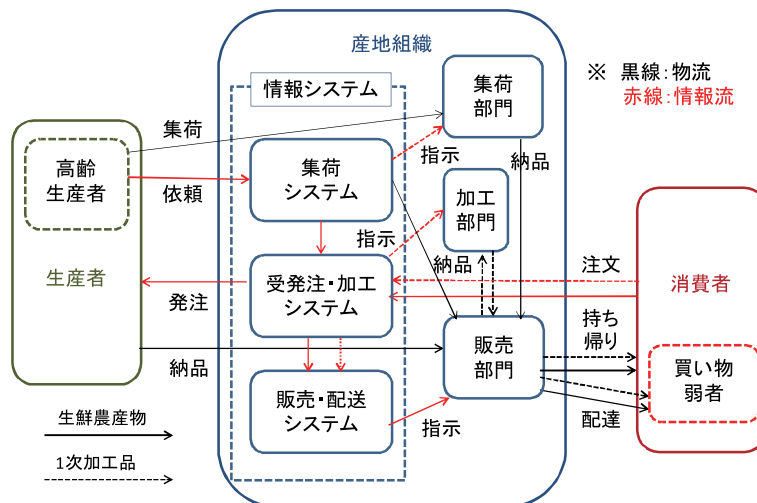 産地組織
※ 黒線：物流
赤線：情報流
情報システム
集荷
部門
集荷
指示
納品
高齢
生産者
依頼
集荷
システム
加工
部門
指示
納品
生産者
発注
受発注・加工
システム
注文
消費者
持ち
帰り
納品
販売
部門
買い物
弱者
販売・配送
システム
指示
配達
生鮮農産物
1次加工品